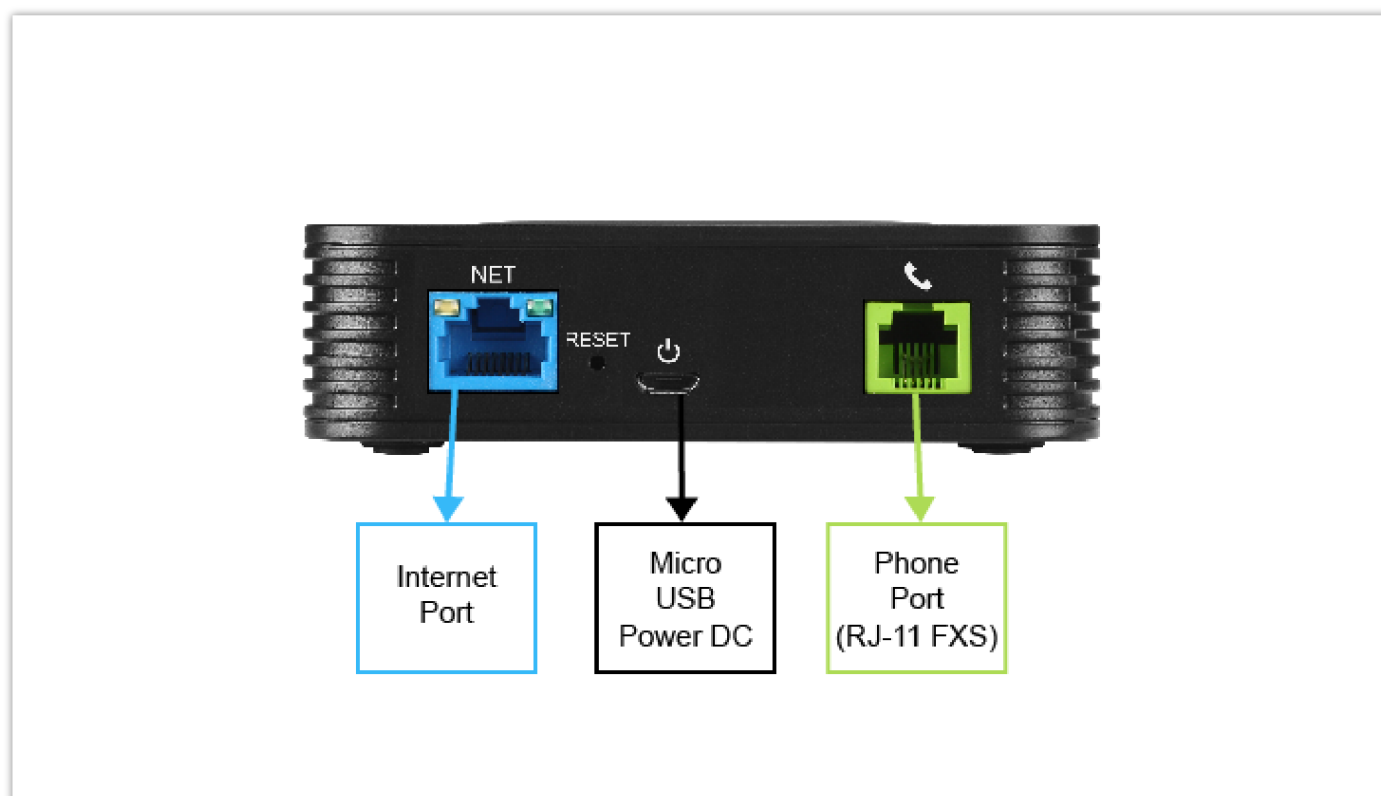 NET
RESET
Internet
Port
Micro
USB
Power DC
Phone
Port
(RJ-11 FXS)